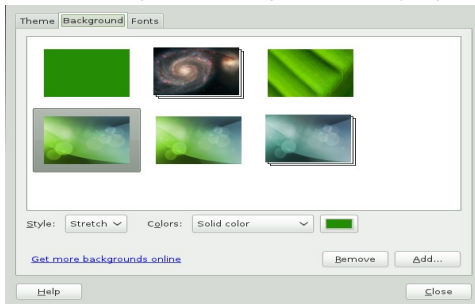 Theme Background Fonts
Style: Stretch Colors: Solid color
Get more backgrounds online Remove Add...
Help Close